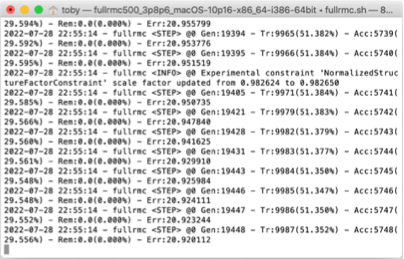 toby — fullrmc500_3p8p6_macOS-10p16-x86_64-i386-64bit • fullrmc.sh — 8…
29.594%) - Rem:0.0(0.000%) - Err:20.955799
2022-07-28 22:55:14 - fullrmc <STEP> @0 Gen:19394 - Tr:9965(51.382%) - Acc:5739(
29.592%) - Rem:0.0(0.000%) - Err:20.953776
2022-07-28 22:55:14 - fullrmc <STEP> @0 Gen:19395 - Tr:9966(51.384%) - Acc:5740(
29.595%) - Rem:0.0(0.000%) - Err:20.951519
2022-07-28 22:55:14 - fullrmc <INFO> @0 Experimental constraint 'NormalizedStruc
tureFactorConstraint' scale factor updated from 0.982624 to 0.982650
2022-07-28 22:55:14 - fullrmc <STEP> @0 Gen:19405 - Tr:9971(51.384%) - Acc:5741(
29.585%) - Rem:0.0(0.000%) - Err:20.950735
2022-07-28 22:55:14 - fullrmc <STEP> @0 Gen:19421 - Tr:9979(51.383%) - Acc:5742(
29.566%) - Rem:0.0(0.000%) - Err:20.947840
2022-07-28 22:55:14 - fullrmc <STEP> @0 Gen:19428 - Tr:9982(51.379%) - Acc:5743(
29.560%) - Rem:0.0(0.000%) - Err:20.941625
2022-07-28 22:55:14 - fullrmc <STEP> @0 Gen:19431 - Tr:9983(51.377%) - Acc:5744(
29.561%) - Rem:0.0(0.000%) - Err:20.929910
2022-07-28 22:55:14 - fullrmc <STEP> @0 Gen:19443 - Tr:9984(51.350%) - Acc:5745(
29.548%) - Rem:0.0(0.000%) - Err:20.925984
2022-07-28 22:55:14 - fullrmc <STEP> @0 Gen:19446 - Tr:9985(51.347%) - Acc:5746(
29.548%) - Rem:0.0(0.000%) - Err:20.924111
2022-07-28 22:55:14 - fullrmc <STEP> @0 Gen:19447 - Tr:9986(51.350%) - Acc:5747(
29.552%) - Rem:0.0(0.000%) - Err:20.923244
2022-07-28 22:55:14 - fullrmc <STEP> @0 Gen:19448 - Tr:9987(51.352%) - Acc:5748(
29.556%) - Rem:0.0(0.000%) - Err:20.920112